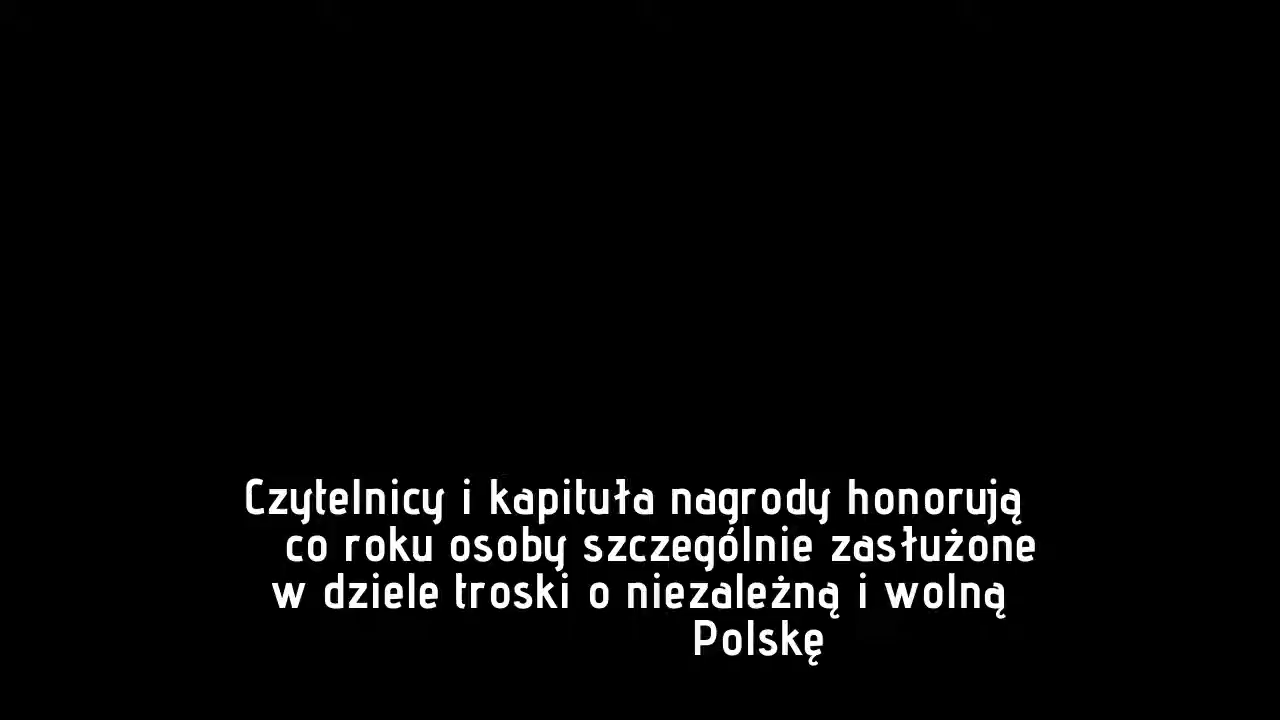 Czytelnicy i kapituła nagrody honorują
co roku osoby szczególnie zasłużone
w dziele troski o niezależną i wolną
Polskę